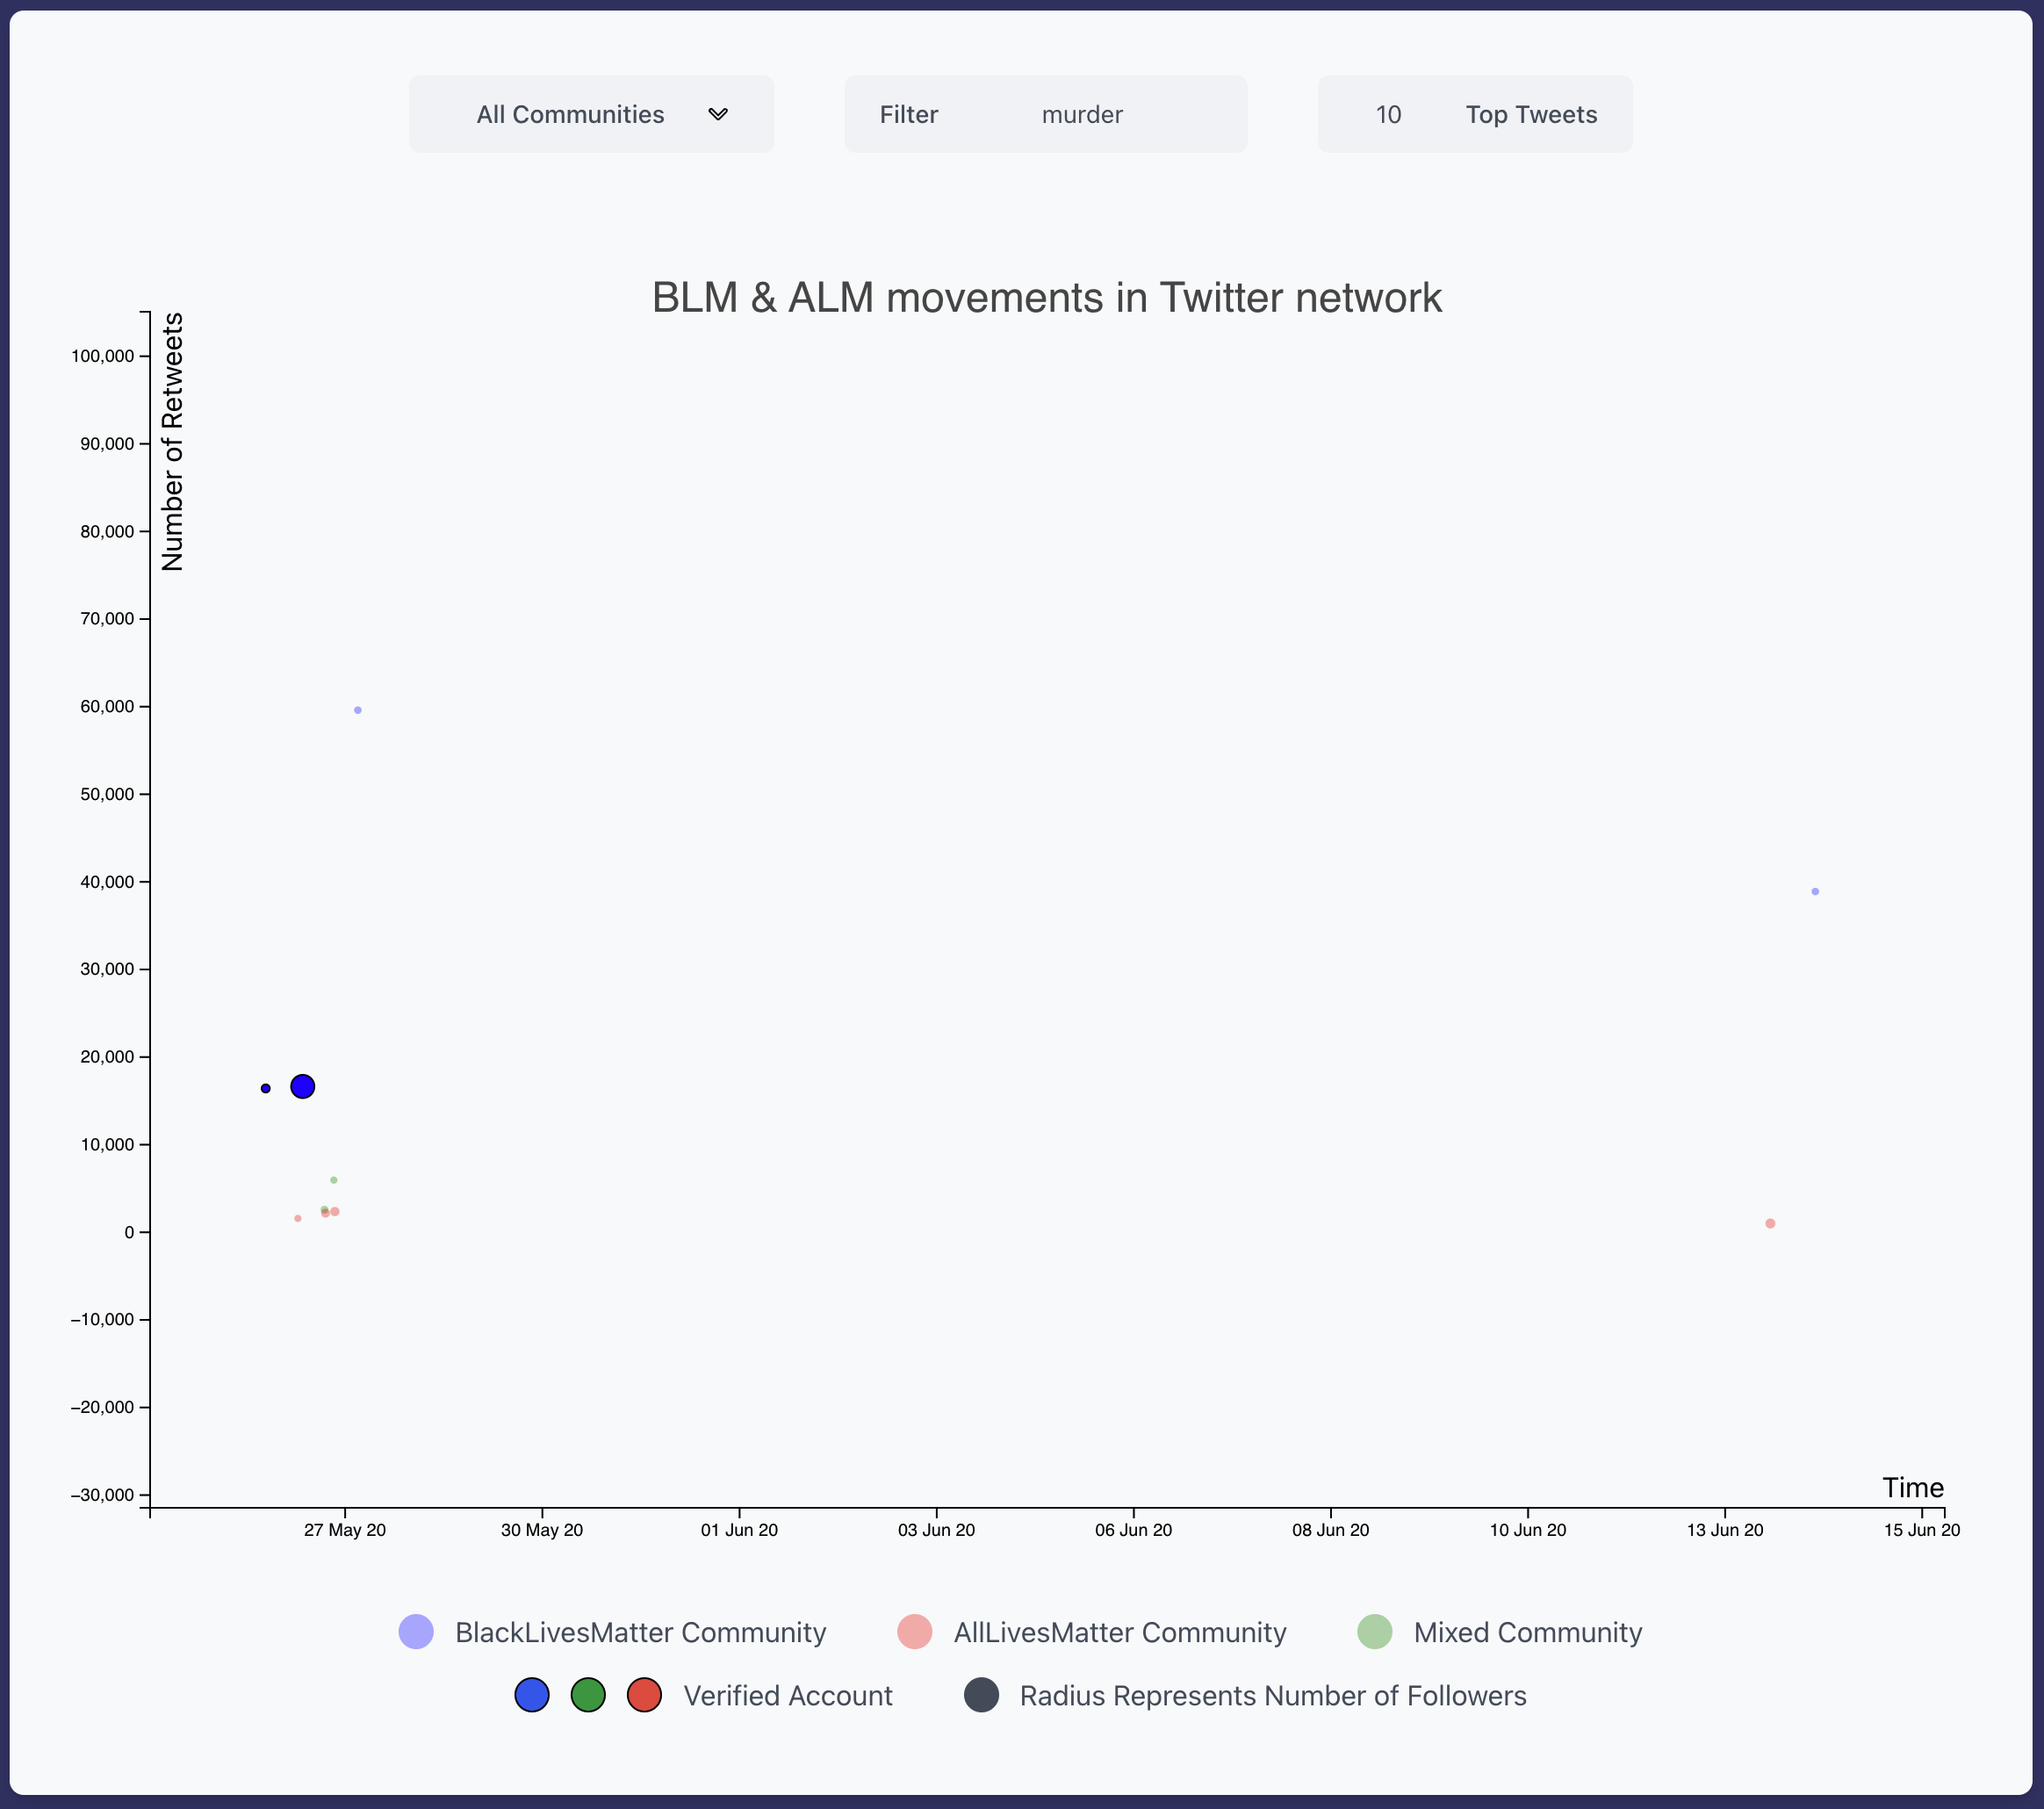 All Communities
Filter murder
10 Top Tweets
BLM & ALM movements in Twitter network
Number of Retweets
100,000
90,000
80,000
70,000
60,000
50,000
40,000
30,000
20,000
10,000
0
−10,000
−20,000
−30,000
Time
27 May 20 30 May 20 01 Jun 20 03 Jun 20 06 Jun 20 08 Jun 20 10 Jun 20 13 Jun 20 15 Jun 20
BlackLivesMatter Community AllLivesMatter Community Mixed Community
Verified Account Radius Represents Number of Followers